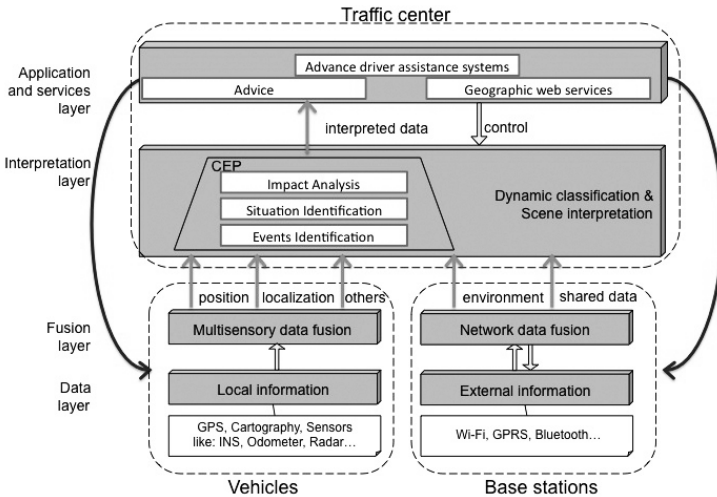 Traffic center
Application
and services
layer
Advance driver assistance systems
Advice
Geographic web services
interpreted data
control
Interpretation
layer
CEP
Impact Analysis
Situation Identification
Events Identification
Dynamic classification &
Scene interpretation
position
localization
others
environment
shared data
Fusion
layer
Multisensory data fusion
Network data fusion
Data
layer
Local information
External information
GPS, Cartography, Sensors
like: INS, Odometer, Radar...
Wi-Fi, GPRS, Bluetooth...
Vehicles
Base stations